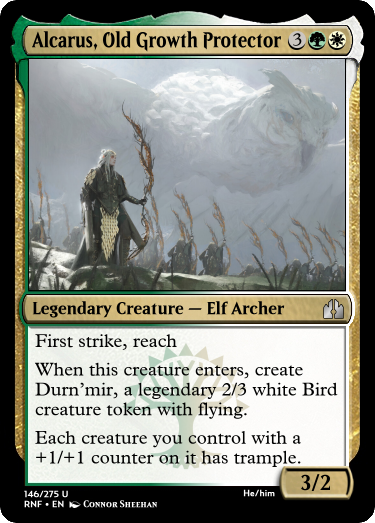 Alcarus, Old Growth Protector 3
Legendary Creature — Elf Archer
First strike, reach
When this creature enters, create
Durn'mir, a legendary 2/3 white Bird
creature token with flying.
Each creature you control with a
+1/+1 counter on it has trample.
3/2
146/275 U He/him
RNF • EN Connor Sheehan